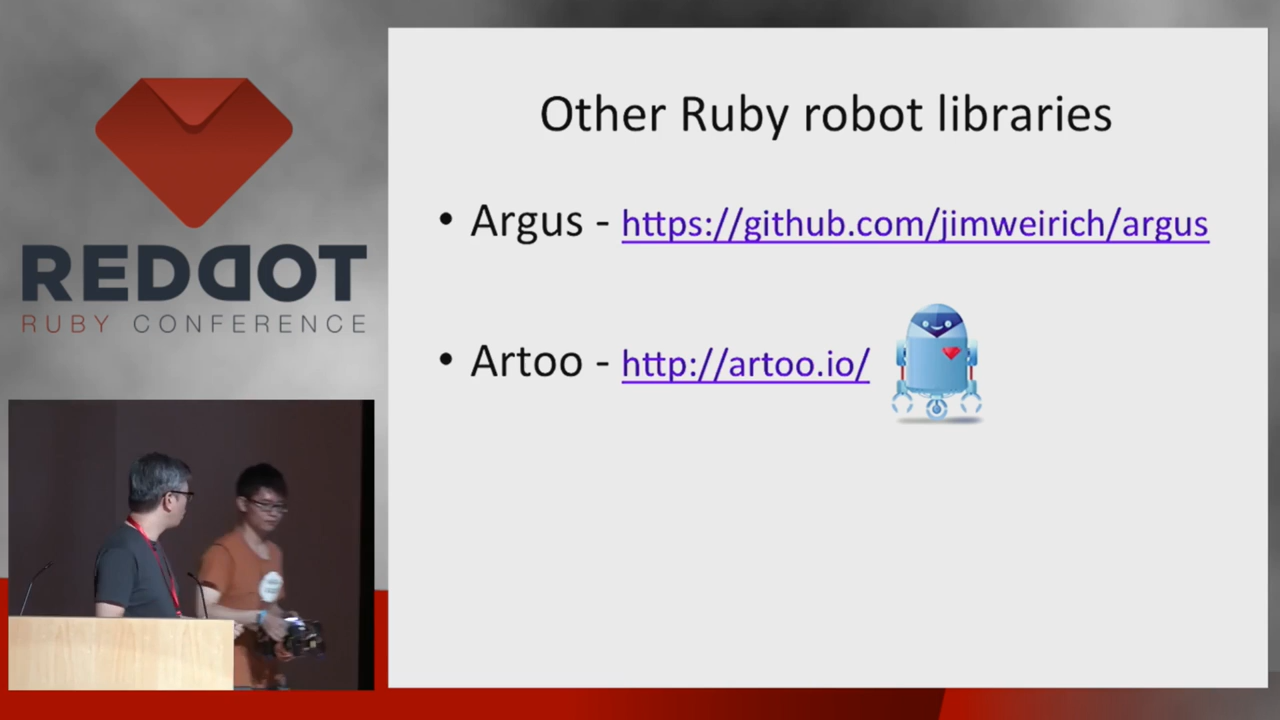 REDDOT
RUBY CONFERENCE
Other Ruby robot libraries
• Argus - https://github.com/jimweirich/argus
• Artoo - http://artoo.io/